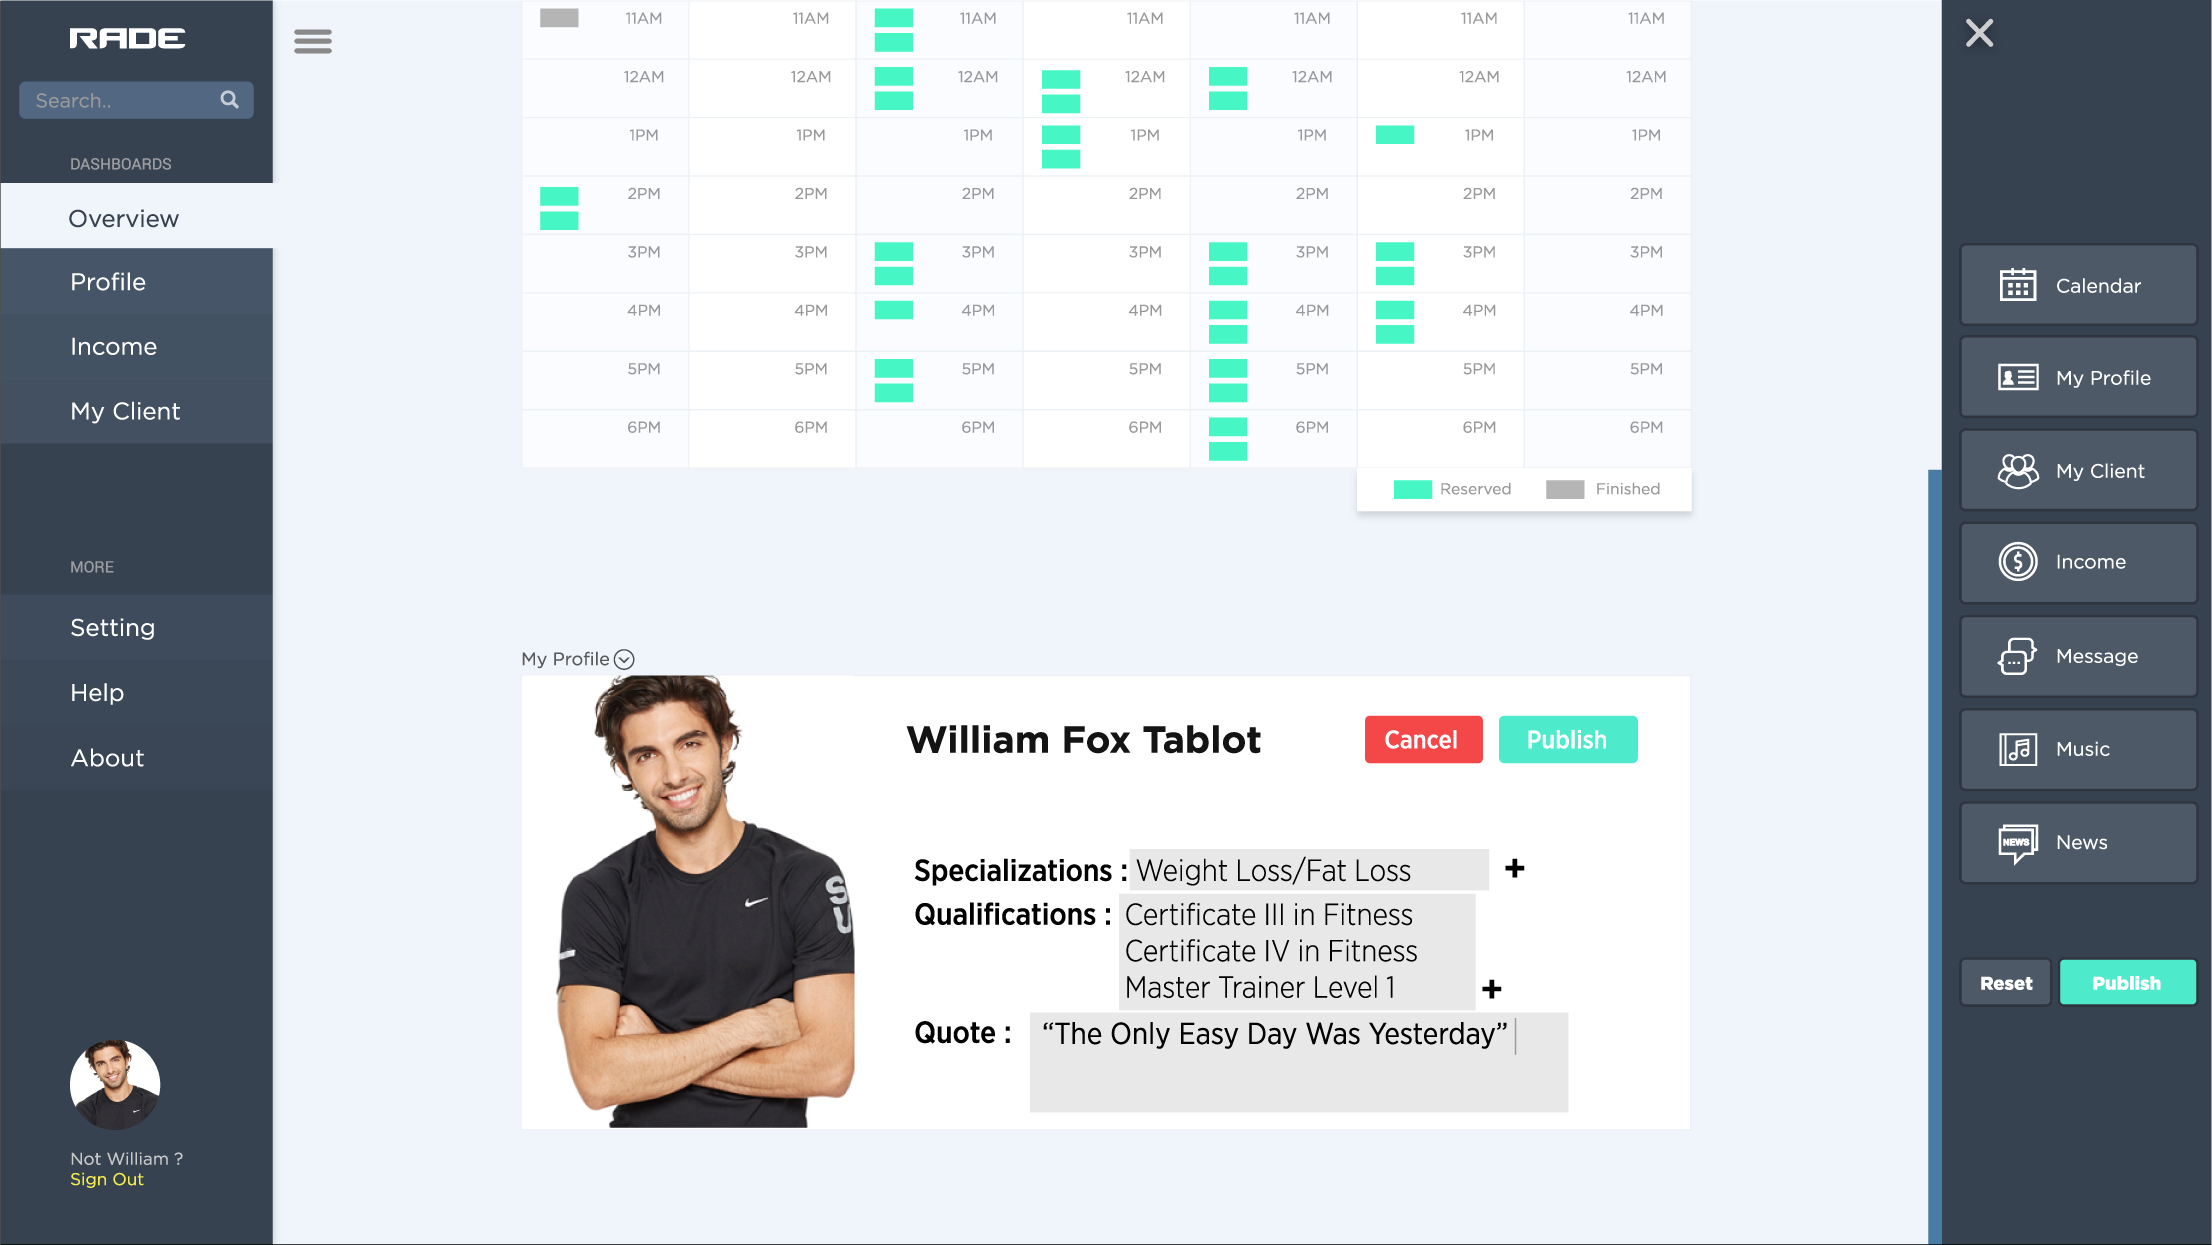 RADE
Search..
DASHBOARDS
Overview
Profile
Income
My Client
MORE
Setting
Help
About
Not William ?
Sign Out
11AM 11AM 11AM 11AM 11AM 11AM 11AM
12AM 12AM 12AM 12AM 12AM 12AM 12AM
1PM 1PM 1PM 1PM 1PM 1PM 1PM
2PM 2PM 2PM 2PM 2PM 2PM 2PM
3PM 3PM 3PM 3PM 3PM 3PM 3PM
4PM 4PM 4PM 4PM 4PM 4PM 4PM
5PM 5PM 5PM 5PM 5PM 5PM 5PM
6PM 6PM 6PM 6PM 6PM 6PM 6PM
Reserved Finished
My Profile
William Fox Tablot
Cancel Publish
Specializations : Weight Loss/Fat Loss +
Qualifications : Certificate III in Fitness
Certificate IV in Fitness
Master Trainer Level 1 +
Quote : “The Only Easy Day Was Yesterday”
S
U
Calendar
My Profile
My Client
$ Income
Message
Music
NEWS News
Reset Publish